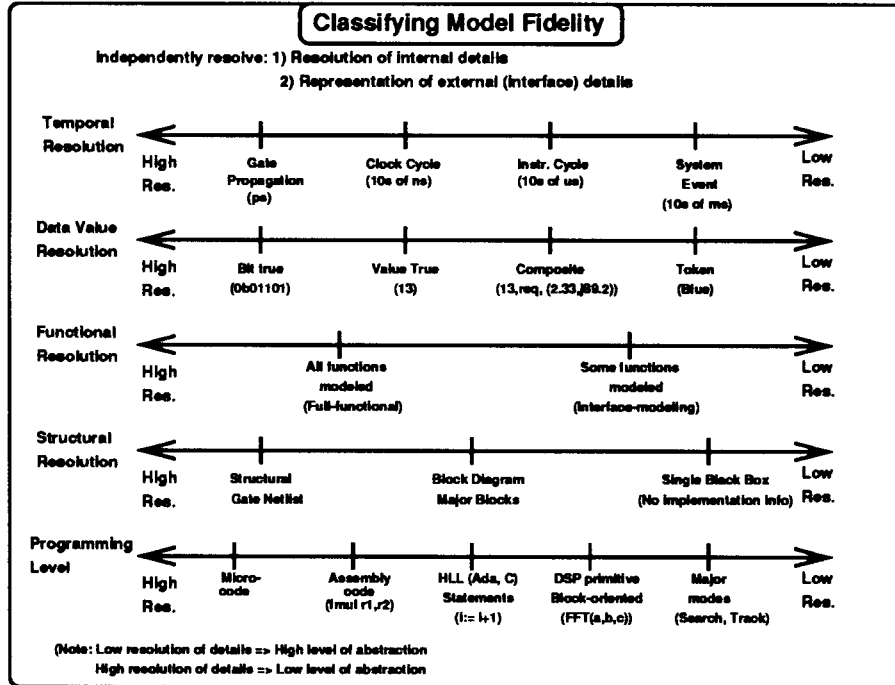 Classifying Model Fidelity
Independently resolve: 1) Resolution of internal details
2) Representation of external (interface) details
Temporal
Resolution
High
Res.
Gate
Propagation
(ps)
Clock Cycle
(10s of ns)
Instr. Cycle
(10s of us)
System
Event
(10s of ms)
Low
Res.
Data Value
Resolution
High
Res.
Bit true
(0b01101)
Value True
(13)
Composite
(13,req, (2.33,j89.2))
Token
(Blue)
Low
Res.
Functional
Resolution
High
Res.
All functions
modeled
(Full-functional)
Some functions
modeled
(Interface-modeling)
Low
Res.
Structural
Resolution
High
Res.
Structural
Gate Netlist
Block Diagram
Major Blocks
Single Black Box
(No implementation info)
Low
Res.
Programming
Level
High
Res.
Micro-
code
Assembly
code
(fmul r1,r2)
HLL (Ada, C)
Statements
(i:= i+1)
DSP primitive
Block-oriented
(FFT(a,b,c))
Major
modes
(Search, Track)
Low
Res.
(Note: Low resolution of details => High level of abstraction
High resolution of details => Low level of abstraction